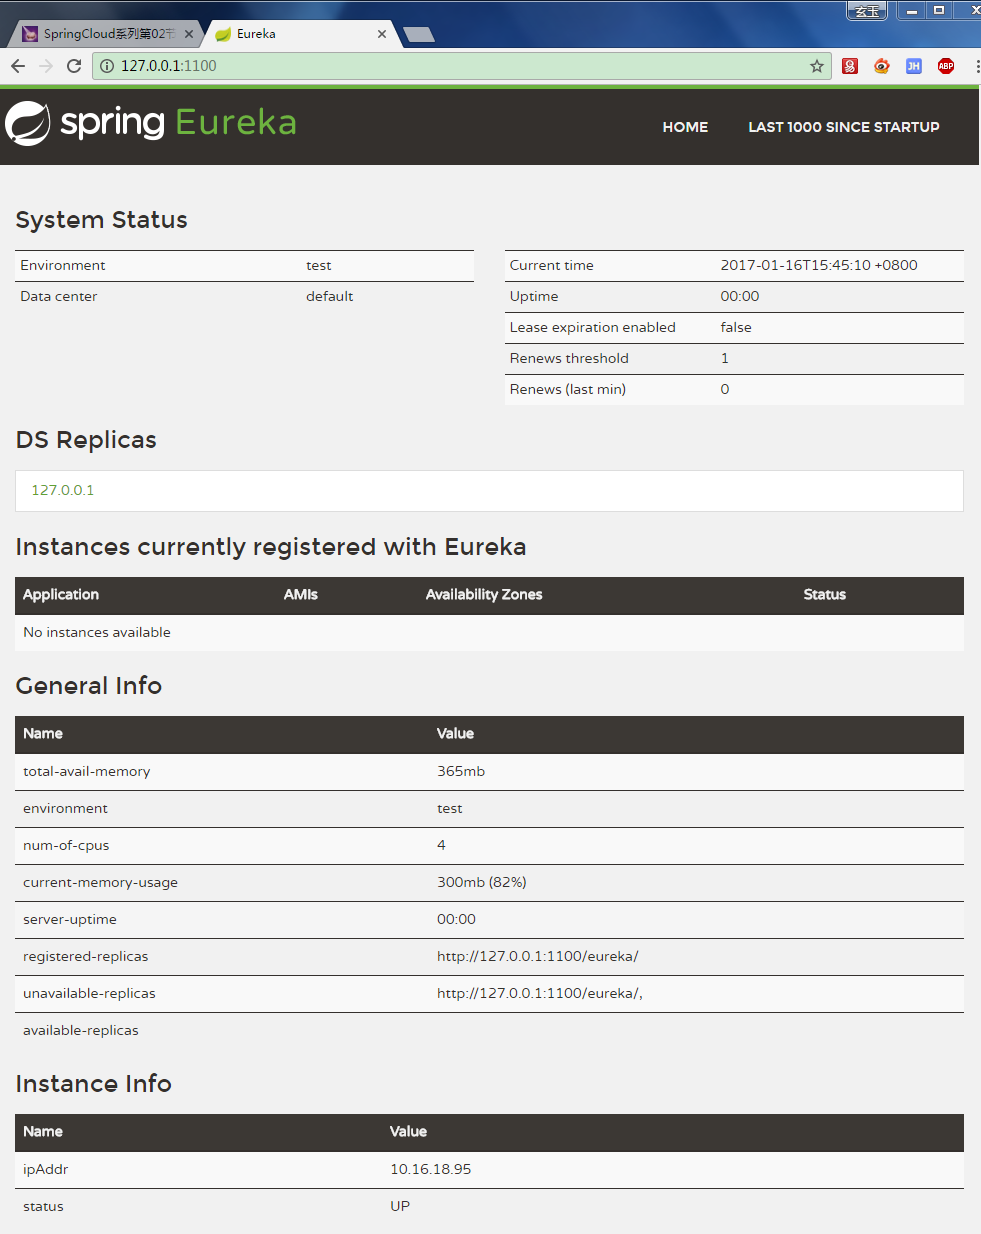 玄玉
SpringCloud系列第02节
Eureka
127.0.0.1:1100
spring Eureka
HOME LAST 1000 SINCE STARTUP
System Status
Environment test
Data center default
Current time 2017-01-16T15:45:10 +0800
Uptime 00:00
Lease expiration enabled false
Renews threshold 1
Renews (last min) 0
DS Replicas
127.0.0.1
Instances currently registered with Eureka
Application AMIs Availability Zones Status
No instances available
General Info
Name Value
total-avail-memory 365mb
environment test
num-of-cpus 4
current-memory-usage 300mb (82%)
server-uptime 00:00
registered-replicas http://127.0.0.1:1100/eureka/
unavailable-replicas http://127.0.0.1:1100/eureka/,
available-replicas
Instance Info
Name Value
ipAddr 10.16.18.95
status UP